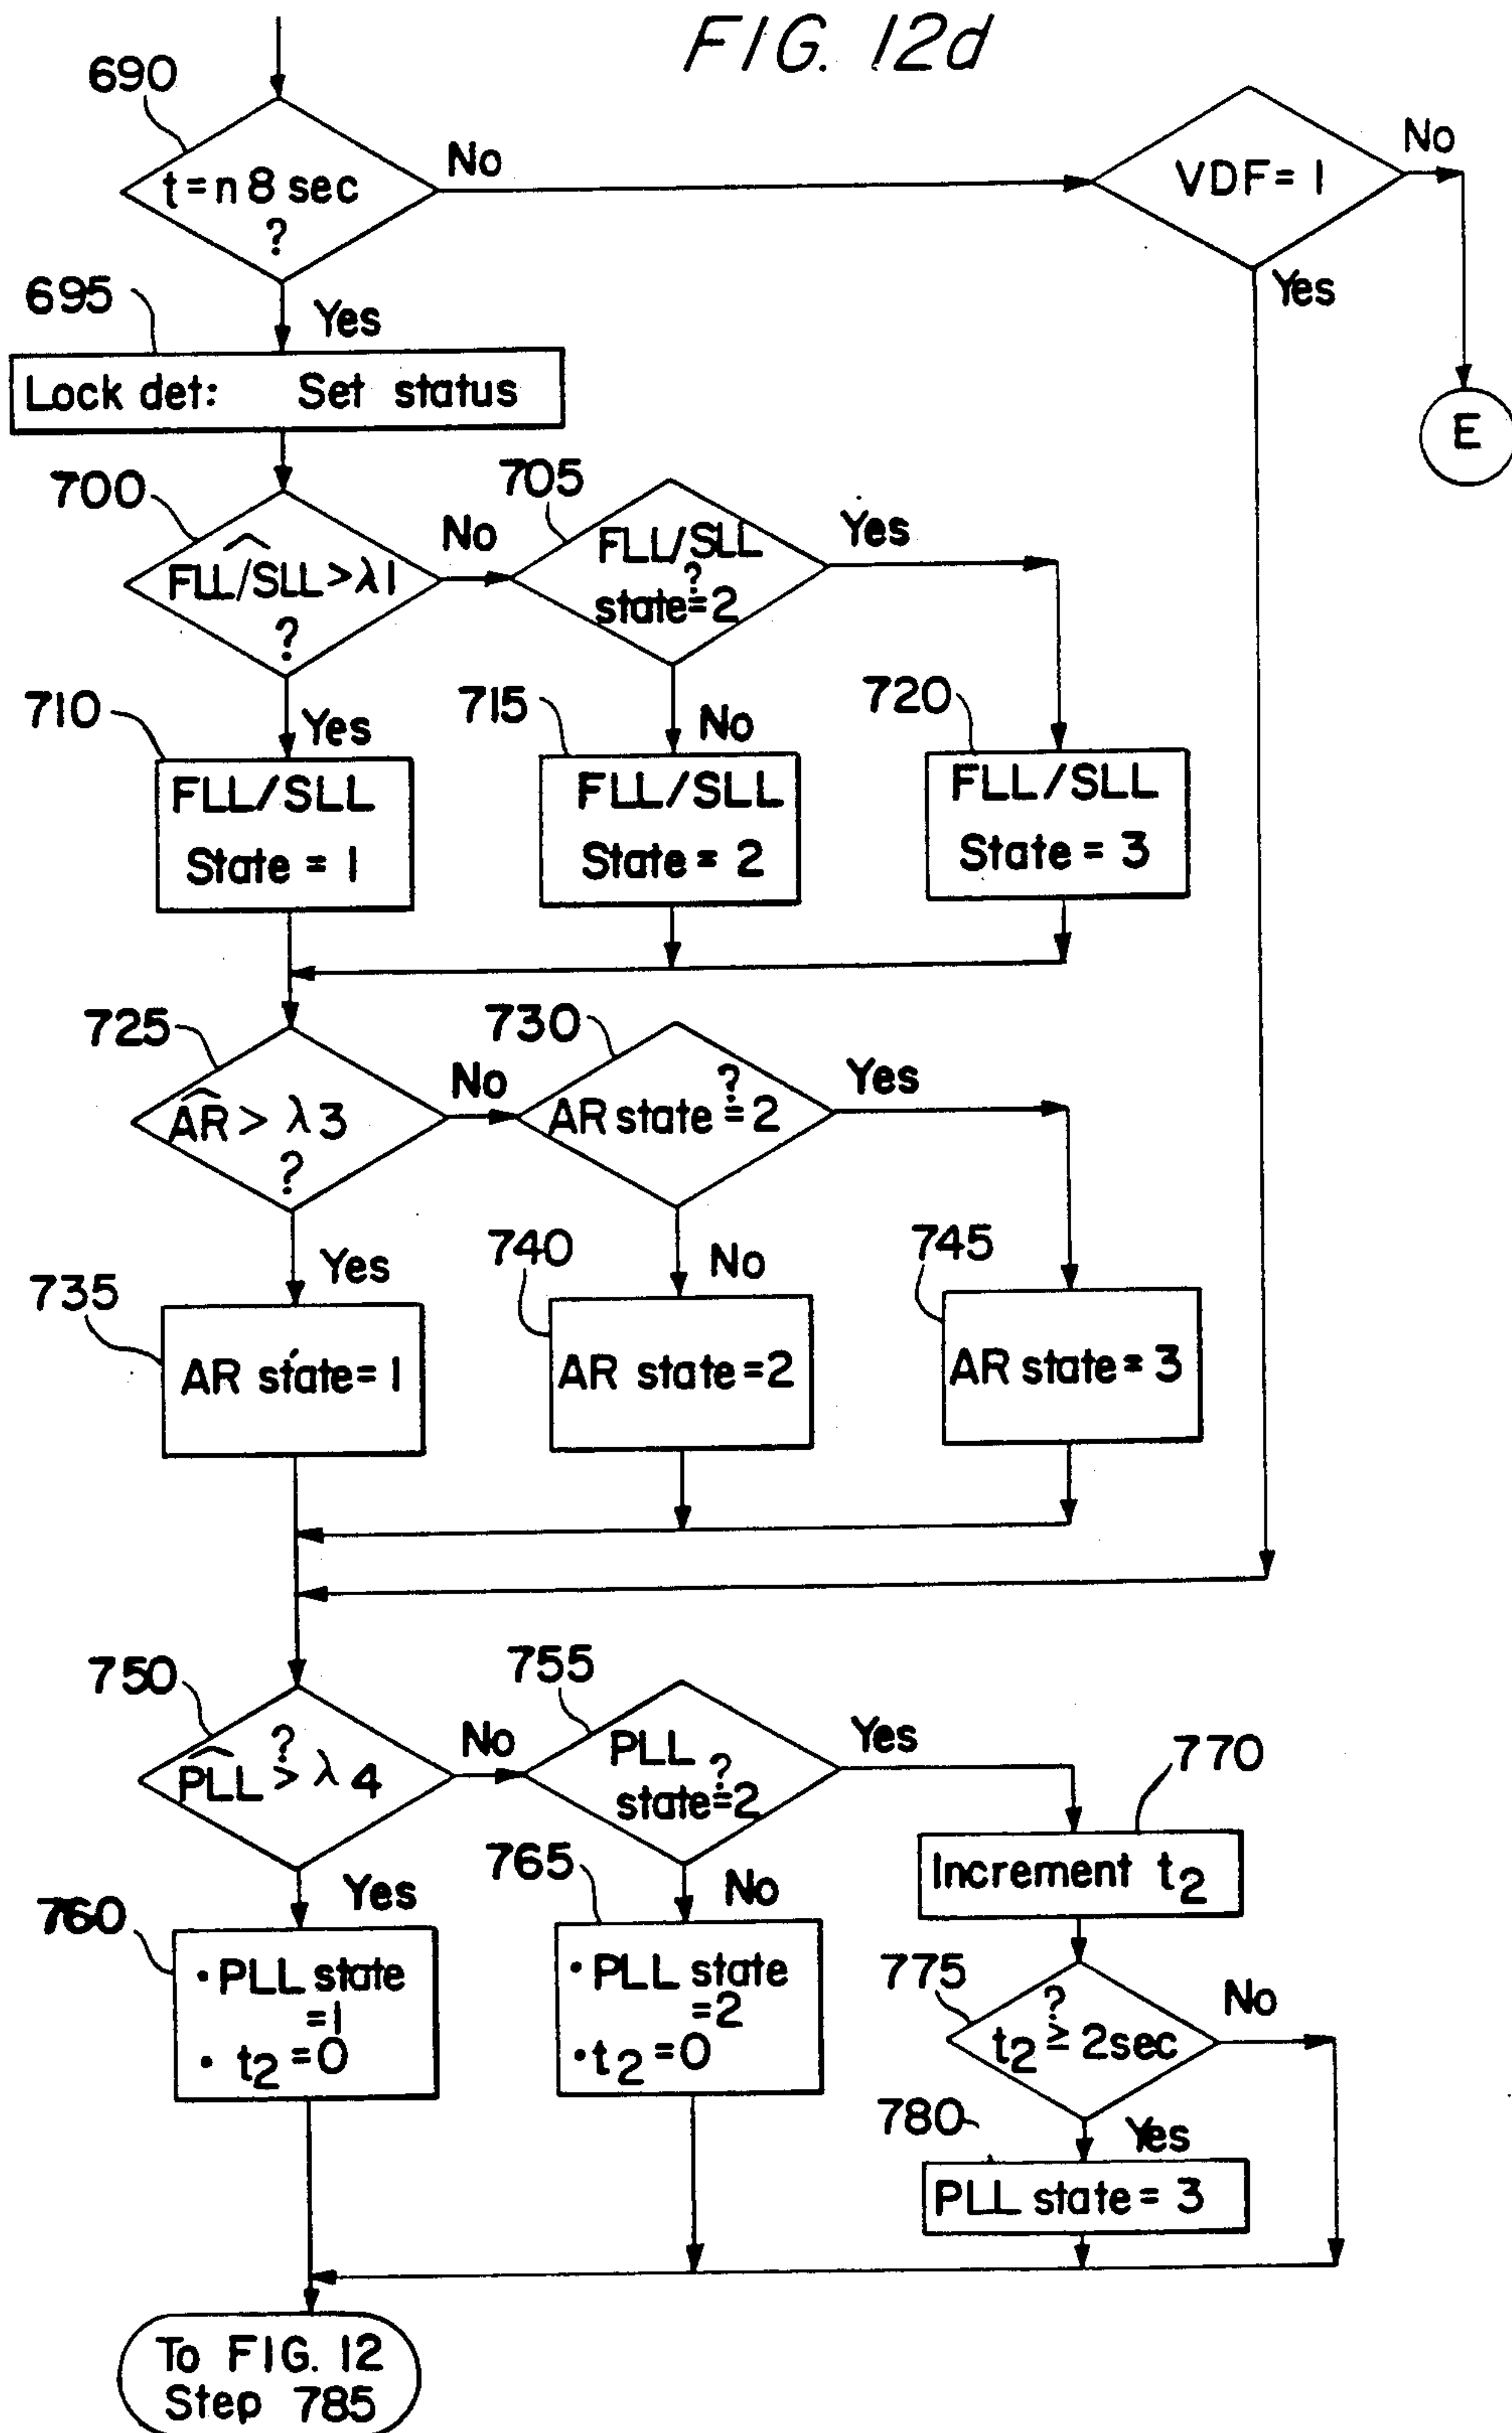 FIG. 12d
690
t=n8 sec
?
No
VDF=1
No
Yes
Yes
E
695
Lock det: Set status
700
FLL/SLL>λ1
?
No
705
FLL/SLL
?
state=2
Yes
710
Yes
715
No
720
FLL/SLL
State = 1
FLL/SLL
State = 2
FLL/SLL
State = 3
725
AR > λ3
?
No
730
?
AR state=2
Yes
735
Yes
740
No
745
AR state=1
AR state=2
AR state=3
750
?
PLL > λ4
No
755
PLL
?
state=2
Yes
770
Increment t2
760
Yes
765
No
• PLL state
=1
• t2=0
• PLL state
=2
• t2=0
775
?
t2 ≥ 2sec
No
780
Yes
PLL state = 3
To FIG. 12
Step 785